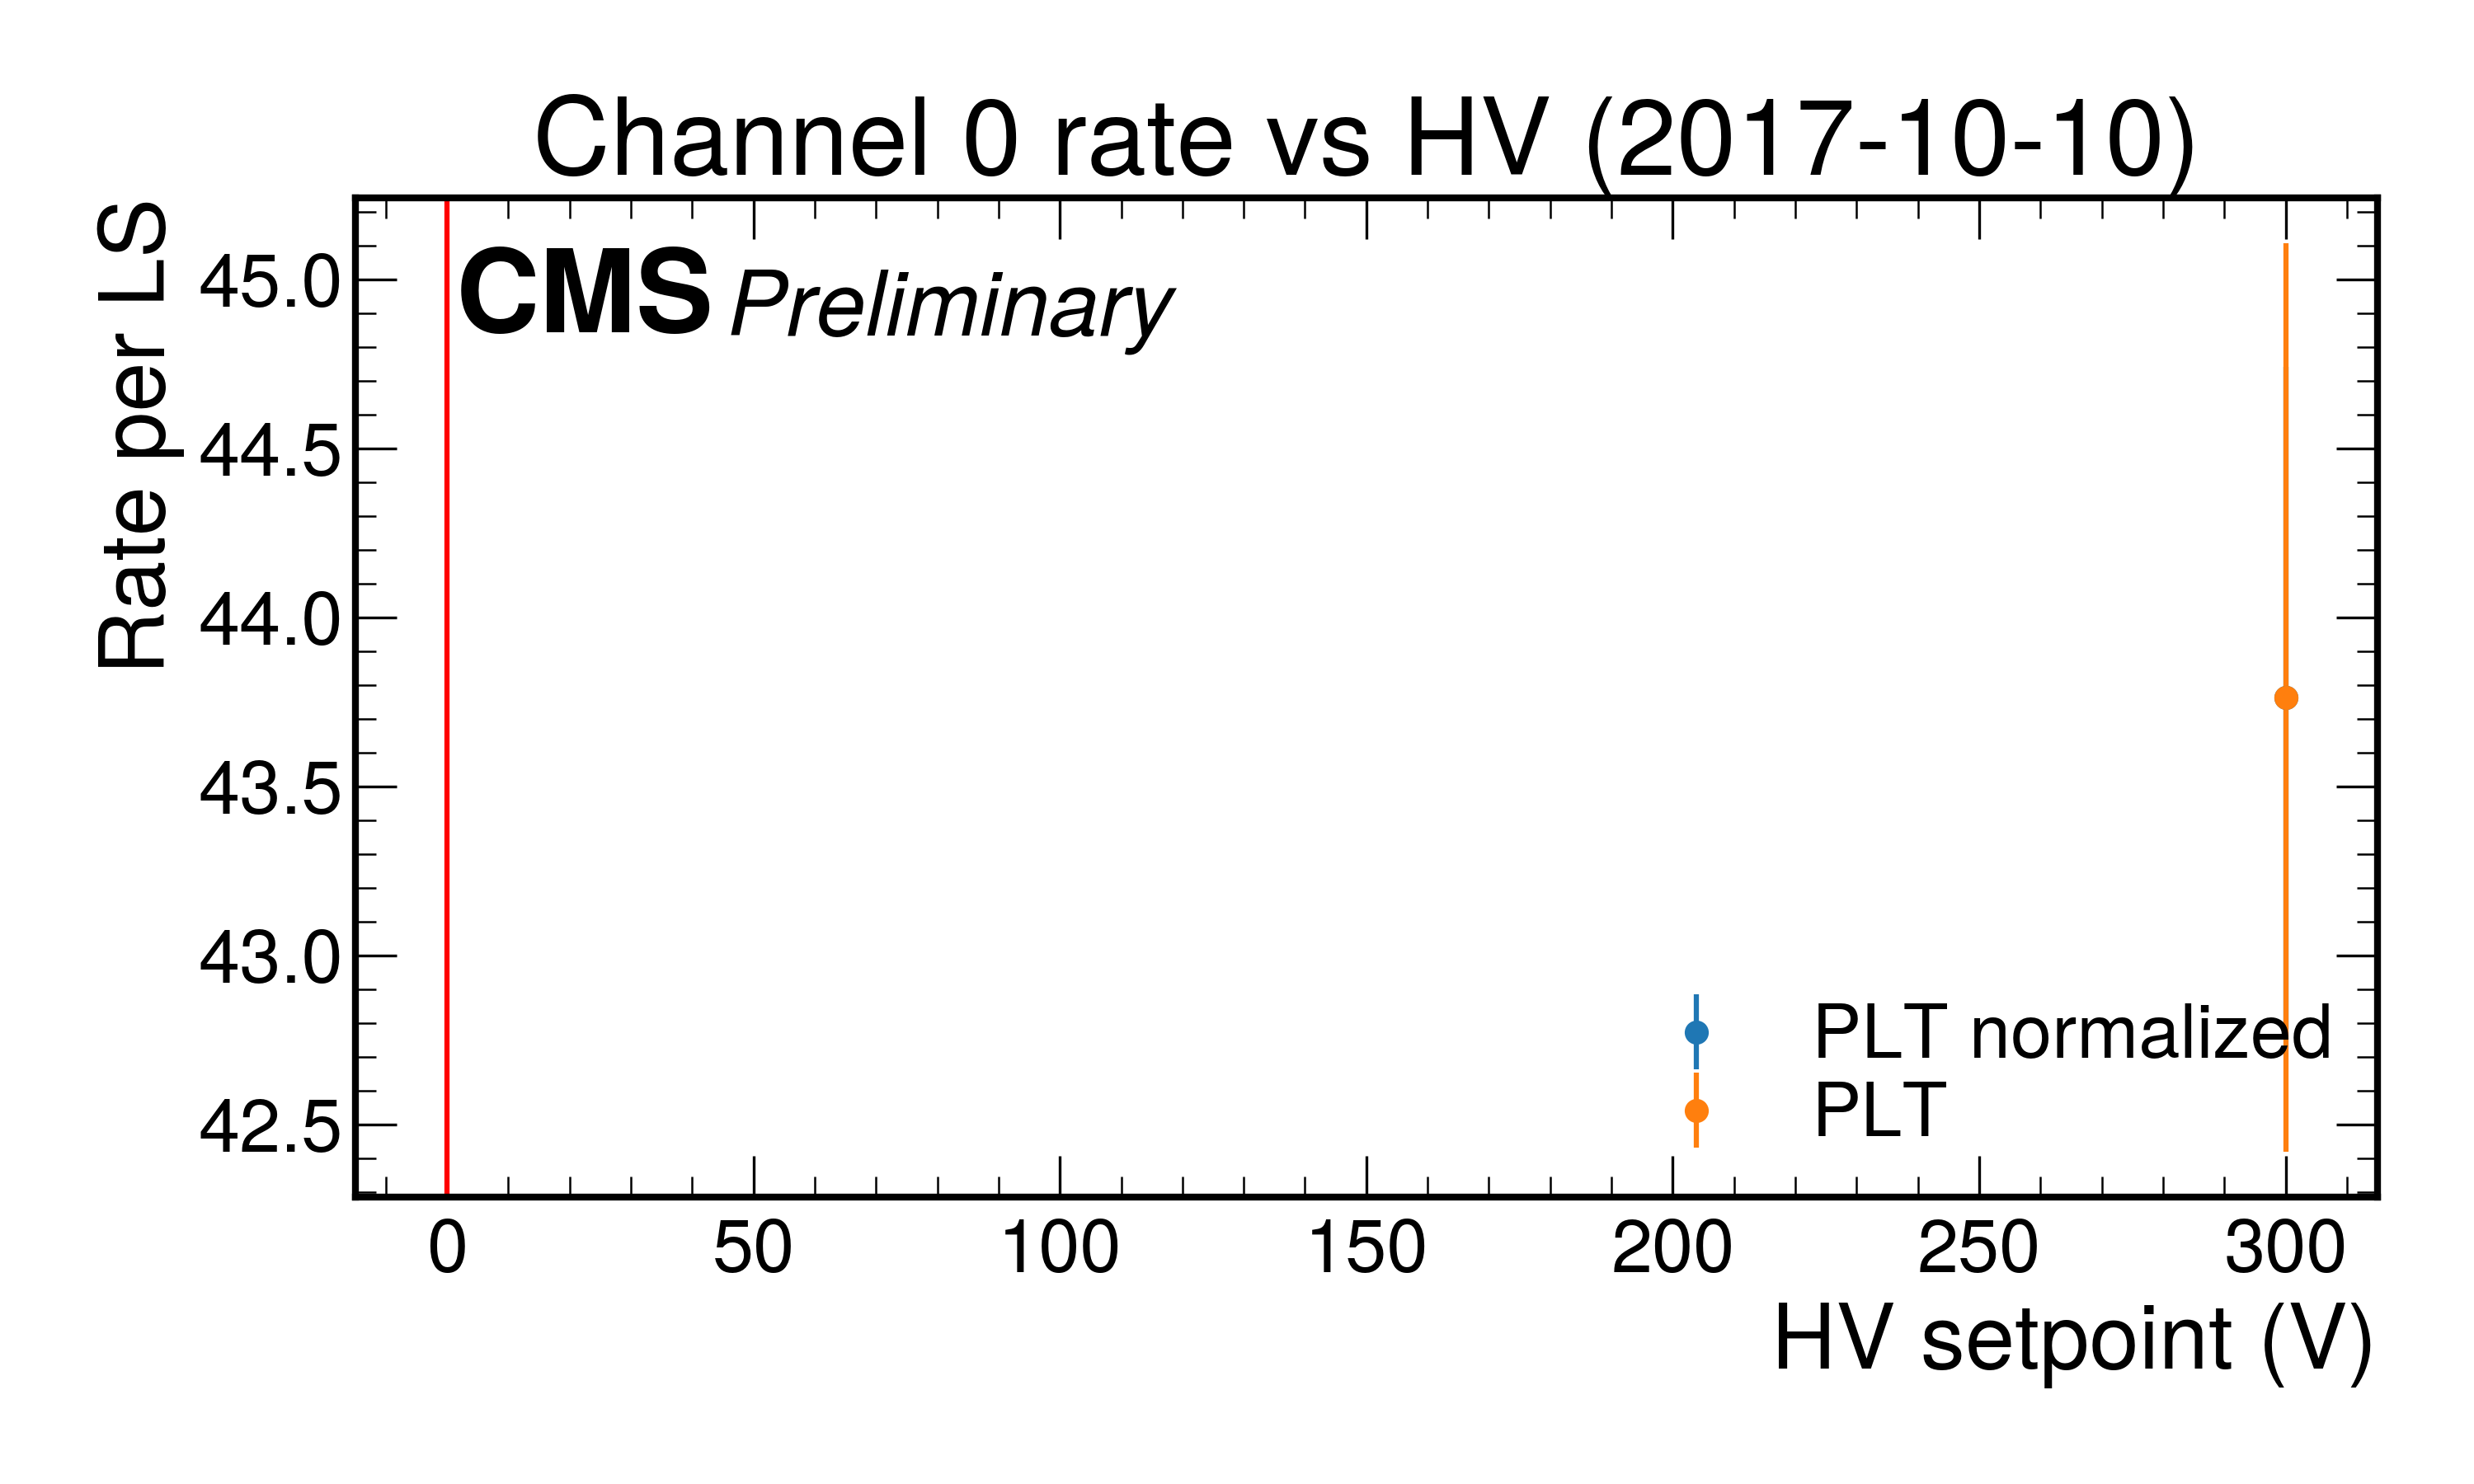 Channel 0 rate vs HV (2017-10-10)
CMS Preliminary
Rate per LS
45.0
44.5
44.0
43.5
43.0
42.5
PLT normalized
PLT
0 50 100 150 200 250 300
HV setpoint (V)